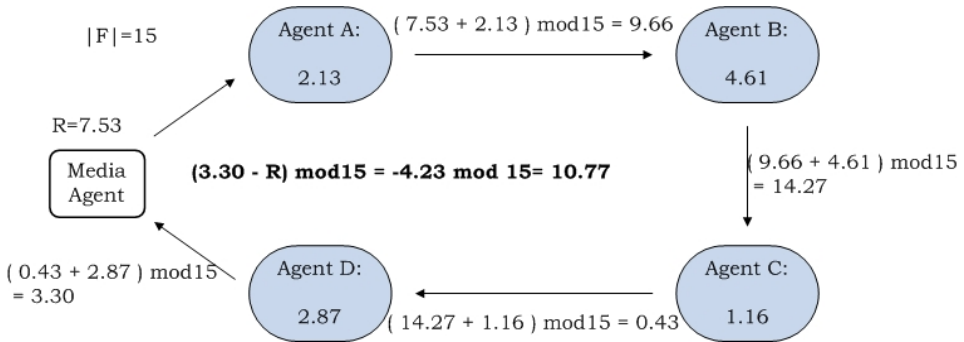 |F|=15
Agent A:
2.13
( 7.53 + 2.13 ) mod15 = 9.66
Agent B:
4.61
R=7.53
Media
Agent
(3.30 - R) mod15 = -4.23 mod 15= 10.77
( 9.66 + 4.61 ) mod15
= 14.27
( 0.43 + 2.87 ) mod15
= 3.30
Agent D:
2.87
( 14.27 + 1.16 ) mod15 = 0.43
Agent C:
1.16